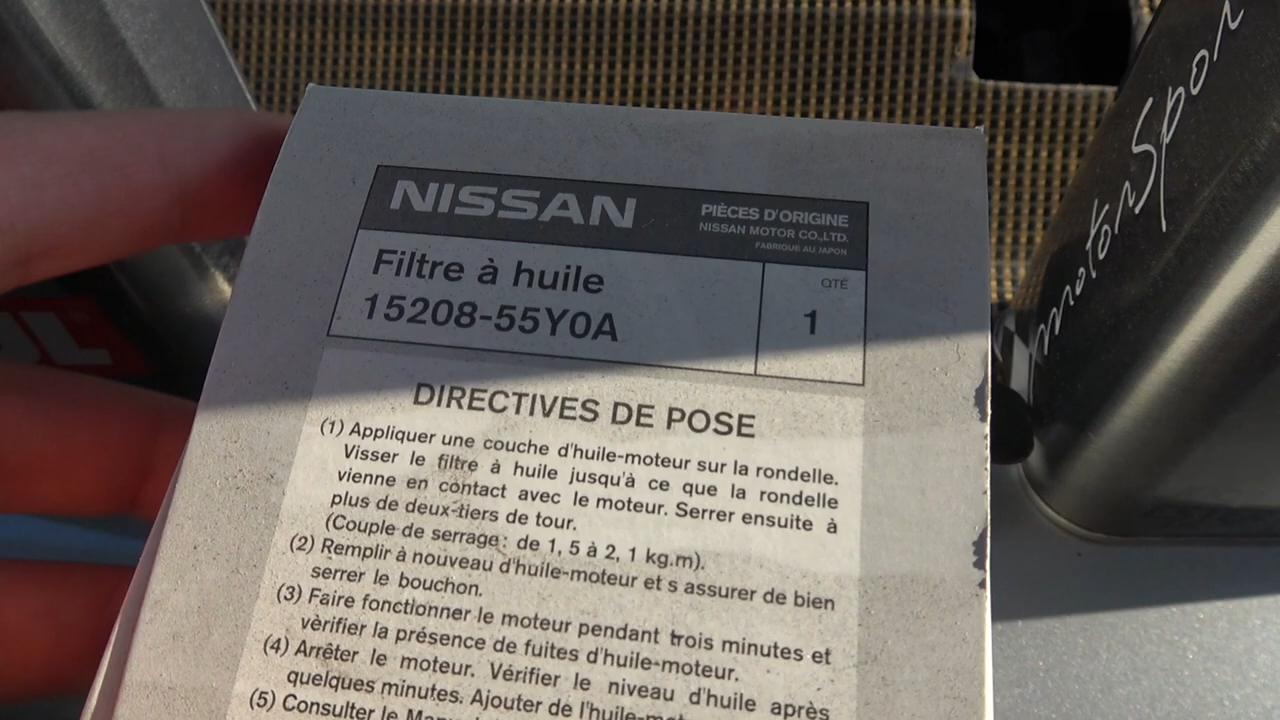 NISSAN
PIÈCES D'ORIGINE
NISSAN MOTOR CO.,LTD.
FABRIQUE AU JAPON
Filtre à huile
15208-55Y0A
QTÉ
1
DIRECTIVES DE POSE
(1) Appliquer une couche d'huile-moteur sur la rondelle.
Visser le filtre à huile jusqu'à ce que la rondelle
vienne en contact avec le moteur. Serrer ensuite à
plus de deux-tiers de tour.
(Couple de serrage: de 1, 5 à 2, 1 kg.m).
(2) Remplir à nouveau d'huile-moteur et s assurer de bien
serrer le bouchon.
(3) Faire fonctionner le moteur pendant trois minutes et
vèrifier la présence de fuites d'huile-moteur.
(4) Arrêter le moteur. Vérifier le niveau d'huile après
quelques minutes. Ajouter de l'huile-mot
(5) Consulter le
motorSpor